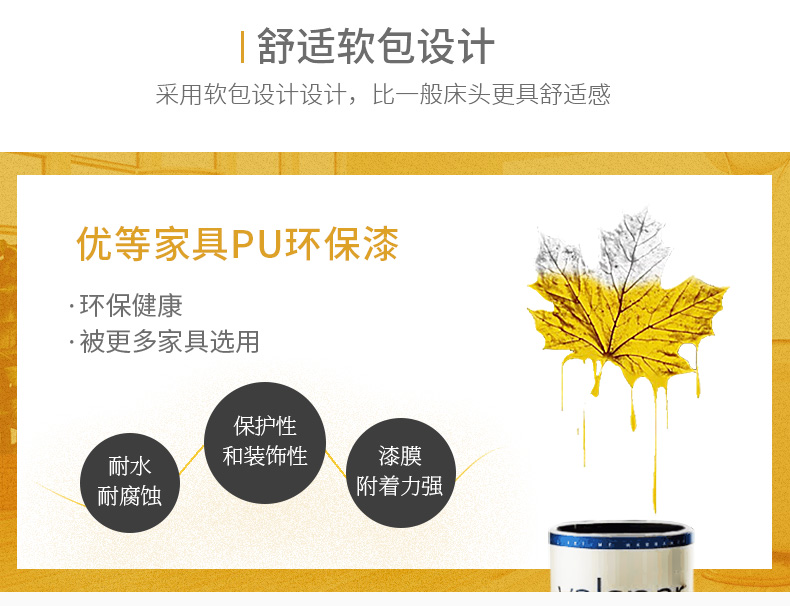 舒适软包设计
采用软包设计设计，比一般床头更具舒适感
优等家具PU环保漆
·环保健康
·被更多家具选用
保护性
和装饰性
耐水
耐腐蚀
漆膜
附着力强